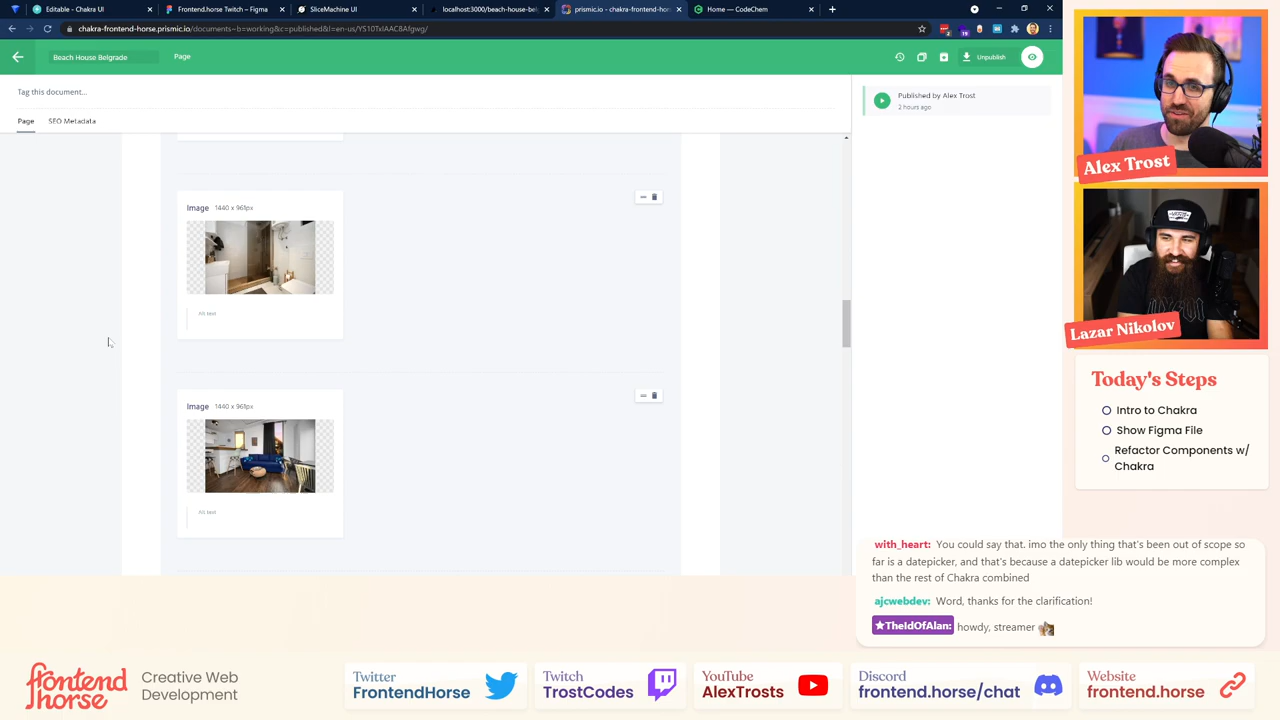 Editable - Chakra UI
Frontend.horse Twitch – Figma
SliceMachine UI
localhost:3000/beach-house-bel
prismic.io - chakra-frontend-hors
Home — CodeChem
chakra-frontend-horse.prismic.io/documents~b=working&c=published&l=en-us/YS10TxIAAC8Afgwg/
Beach House Belgrade
Page
Unpublish
Tag this document...
Page
SEO Metadata
Published by Alex Trost
2 hours ago
Image 1440 x 961px
Alt text
Image 1440 x 961px
Alt text
Alex Trost
VANS
Lazar Nikolov
Today's Steps
Intro to Chakra
Show Figma File
Refactor Components w/
Chakra
with_heart: You could say that. imo the only thing that's been out of scope so
far is a datepicker, and that's because a datepicker lib would be more complex
than the rest of Chakra combined
ajcwebdev: Word, thanks for the clarification!
TheIdOfAlan: howdy, streamer
frontend
horse
Creative Web
Development
Twitter
FrontendHorse
Twitch
TrostCodes
YouTube
AlexTrosts
Discord
frontend.horse/chat
Website
frontend.horse